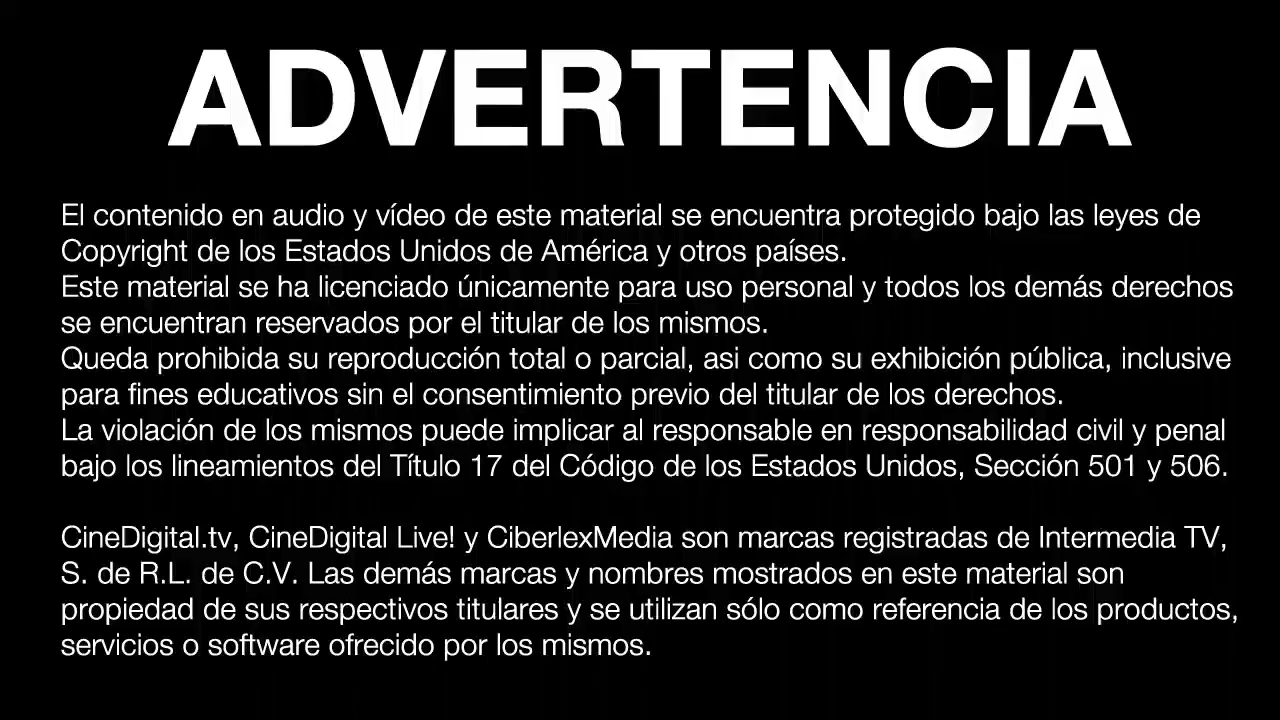 ADVERTENCIA
El contenido en audio y vídeo de este material se encuentra protegido bajo las leyes de
Copyright de los Estados Unidos de América y otros países.
Este material se ha licenciado únicamente para uso personal y todos los demás derechos
se encuentran reservados por el titular de los mismos.
Queda prohibida su reproducción total o parcial, asi como su exhibición pública, inclusive
para fines educativos sin el consentimiento previo del titular de los derechos.
La violación de los mismos puede implicar al responsable en responsabilidad civil y penal
bajo los lineamientos del Título 17 del Código de los Estados Unidos, Sección 501 y 506.
CineDigital.tv, CineDigital Live! y CiberlexMedia son marcas registradas de Intermedia TV,
S. de R.L. de C.V. Las demás marcas y nombres mostrados en este material son
propiedad de sus respectivos titulares y se utilizan sólo como referencia de los productos,
servicios o software ofrecido por los mismos.